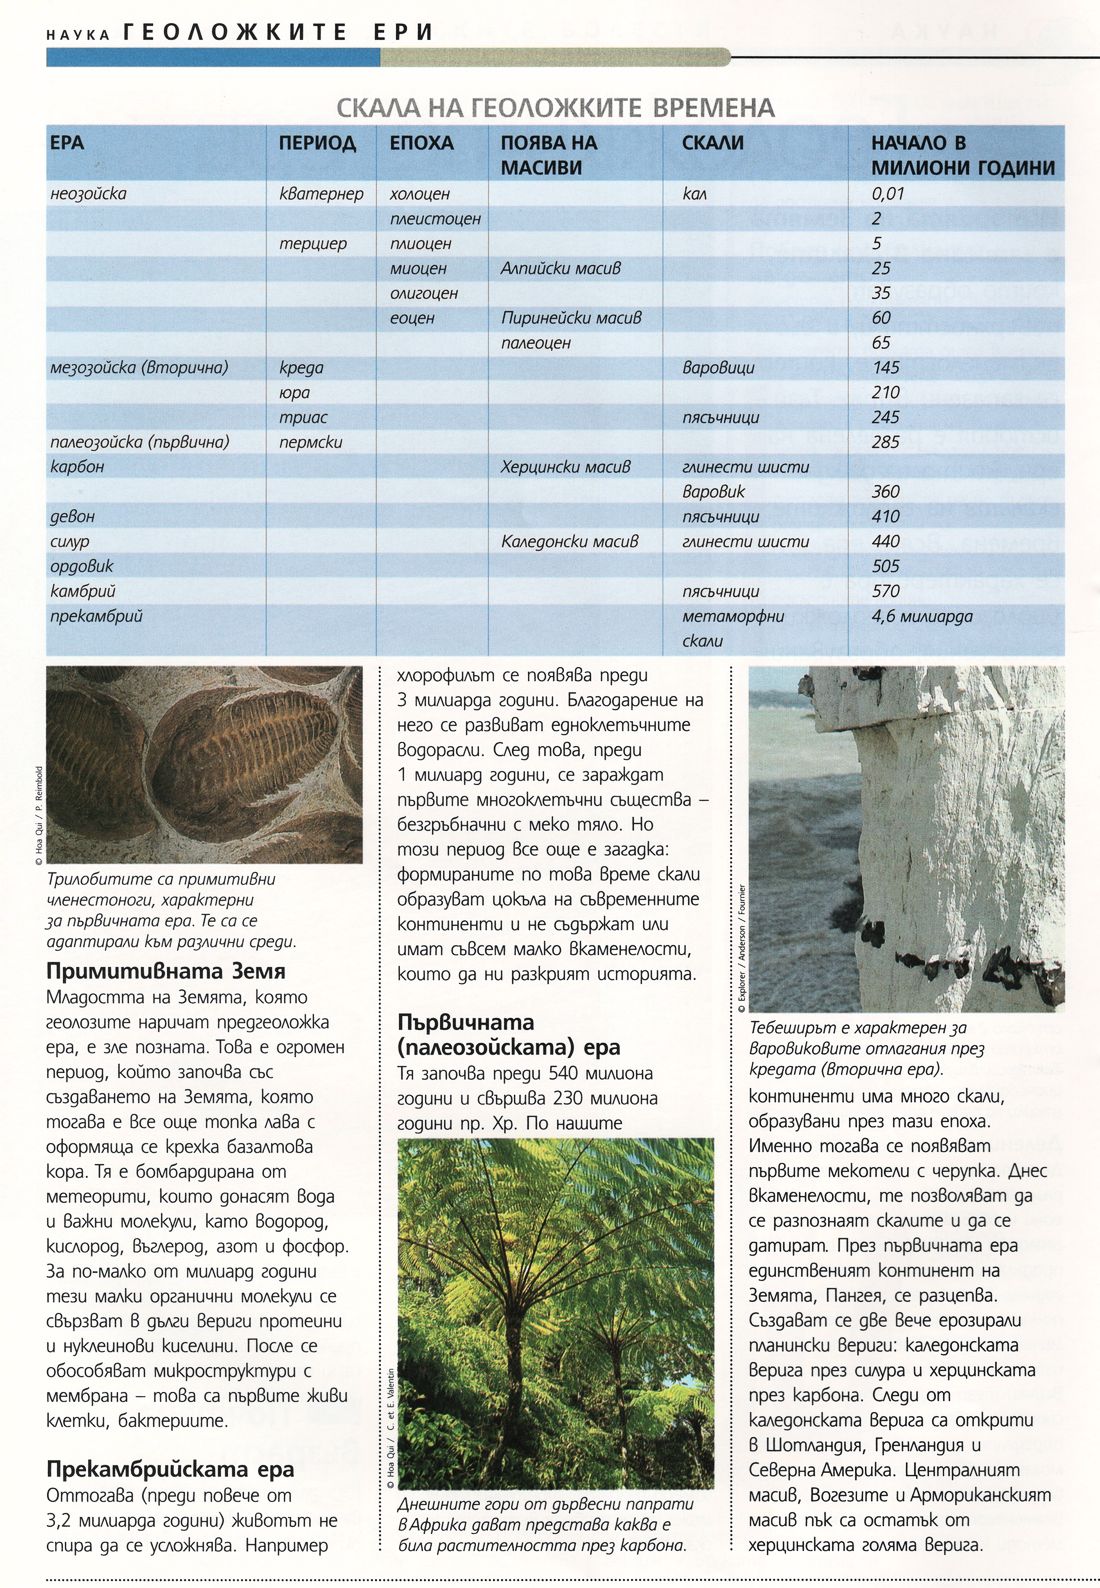 НАУКА ГЕОЛОЖКИТЕ ЕРИ
СКАЛА НА ГЕОЛОЖКИТЕ ВРЕМЕНА
ЕРА ПЕРИОД ЕПОХА ПОЯВА НА МАСИВИ СКАЛИ НАЧАЛО В МИЛИОНИ ГОДИНИ
неозойска кватернер холоцен кал 0,01
плеистоцен 2
терциер плиоцен 5
миоцен Алпийски масив 25
олигоцен 35
еоцен Пиринейски масив 60
палеоцен 65
мезозойска (вторична) креда варовици 145
юра 210
триас пясъчници 245
палеозойска (първична) пермски 285
карбон Херцински масив глинести шисти
варовик 360
девон пясъчници 410
силур Каледонски масив глинести шисти 440
ордовик 505
камбрий пясъчници 570
прекамбрий метаморфни 4,6 милиарда
скали
© Hoa Qui / P. Reimbold
Трилобитите са примитивни
членестоноги, характерни
за първичната ера. Те са се
адаптирали към различни среди.
Примитивната Земя
Младостта на Земята, която
геолозите наричат предгеоложка
ера, е зле позната. Това е огромен
период, който започва със
създаването на Земята, която
тогава е все още топка лава с
оформяща се крехка базалтова
кора. Тя е бомбардирана от
метеорити, които донасят вода
и важни молекули, като водород,
кислород, въглерод, азот и фосфор.
За по-малко от милиард години
тези малки органични молекули се
свързват в дълги вериги протеини
и нуклеинови киселини. После се
обособяват микроструктури с
мембрана – това са първите живи
клетки, бактериите.
Прекамбрийската ера
Оттогава (преди повече от
3,2 милиарда години) животът не
спира да се усложнява. Например
хлорофилът се появява преди
3 милиарда години. Благодарение на
него се развиват едноклетъчните
водорасли. След това, преди
1 милиард години, се зараждат
първите многоклетъчни същества –
безгръбначни с меко тяло. Но
този период все още е загадка:
формираните по това време скали
образуват цокъла на съвременните
континенти и не съдържат или
имат съвсем малко вкаменелости,
които да ни разкрият историята.
Първичната
(палеозойската) ера
Тя започва преди 540 милиона
години и свършва 230 милиона
години пр. Хр. По нашите
© Hoa Qui / C. et E. Valentin
Днешните гори от дървесни папрати
в Африка дават представа каква е
била растителността през карбона.
© Explorer / Anderson / Fournier
Тебеширът е характерен за
варовиковите отлагания през
кредата (вторична ера).
континенти има много скали,
образувани през тази епоха.
Именно тогава се появяват
първите мекотели с черупка. Днес
вкаменелости, те позволяват да
се разпознаят скалите и да се
датират. През първичната ера
единственият континент на
Земята, Пангея, се разцепва.
Създават се две вече ерозирали
планински вериги: каледонската
верига през силура и херцинската
през карбона. Следи от
каледонската верига са открити
в Шотландия, Гренландия и
Северна Америка. Централният
масив, Вогезите и Армориканският
масив пък са остатък от
херцинската голяма верига.